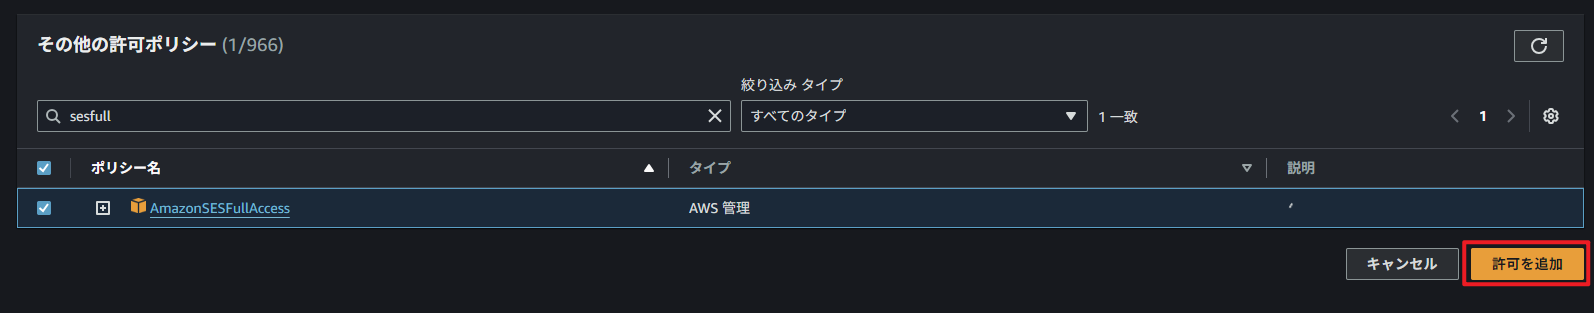 その他の許可ポリシー (1/966)
絞り込み タイプ
sesfull
すべてのタイプ
1 一致
1
ポリシー名
タイプ
説明
AmazonSESFullAccess
AWS 管理
キャンセル
許可を追加